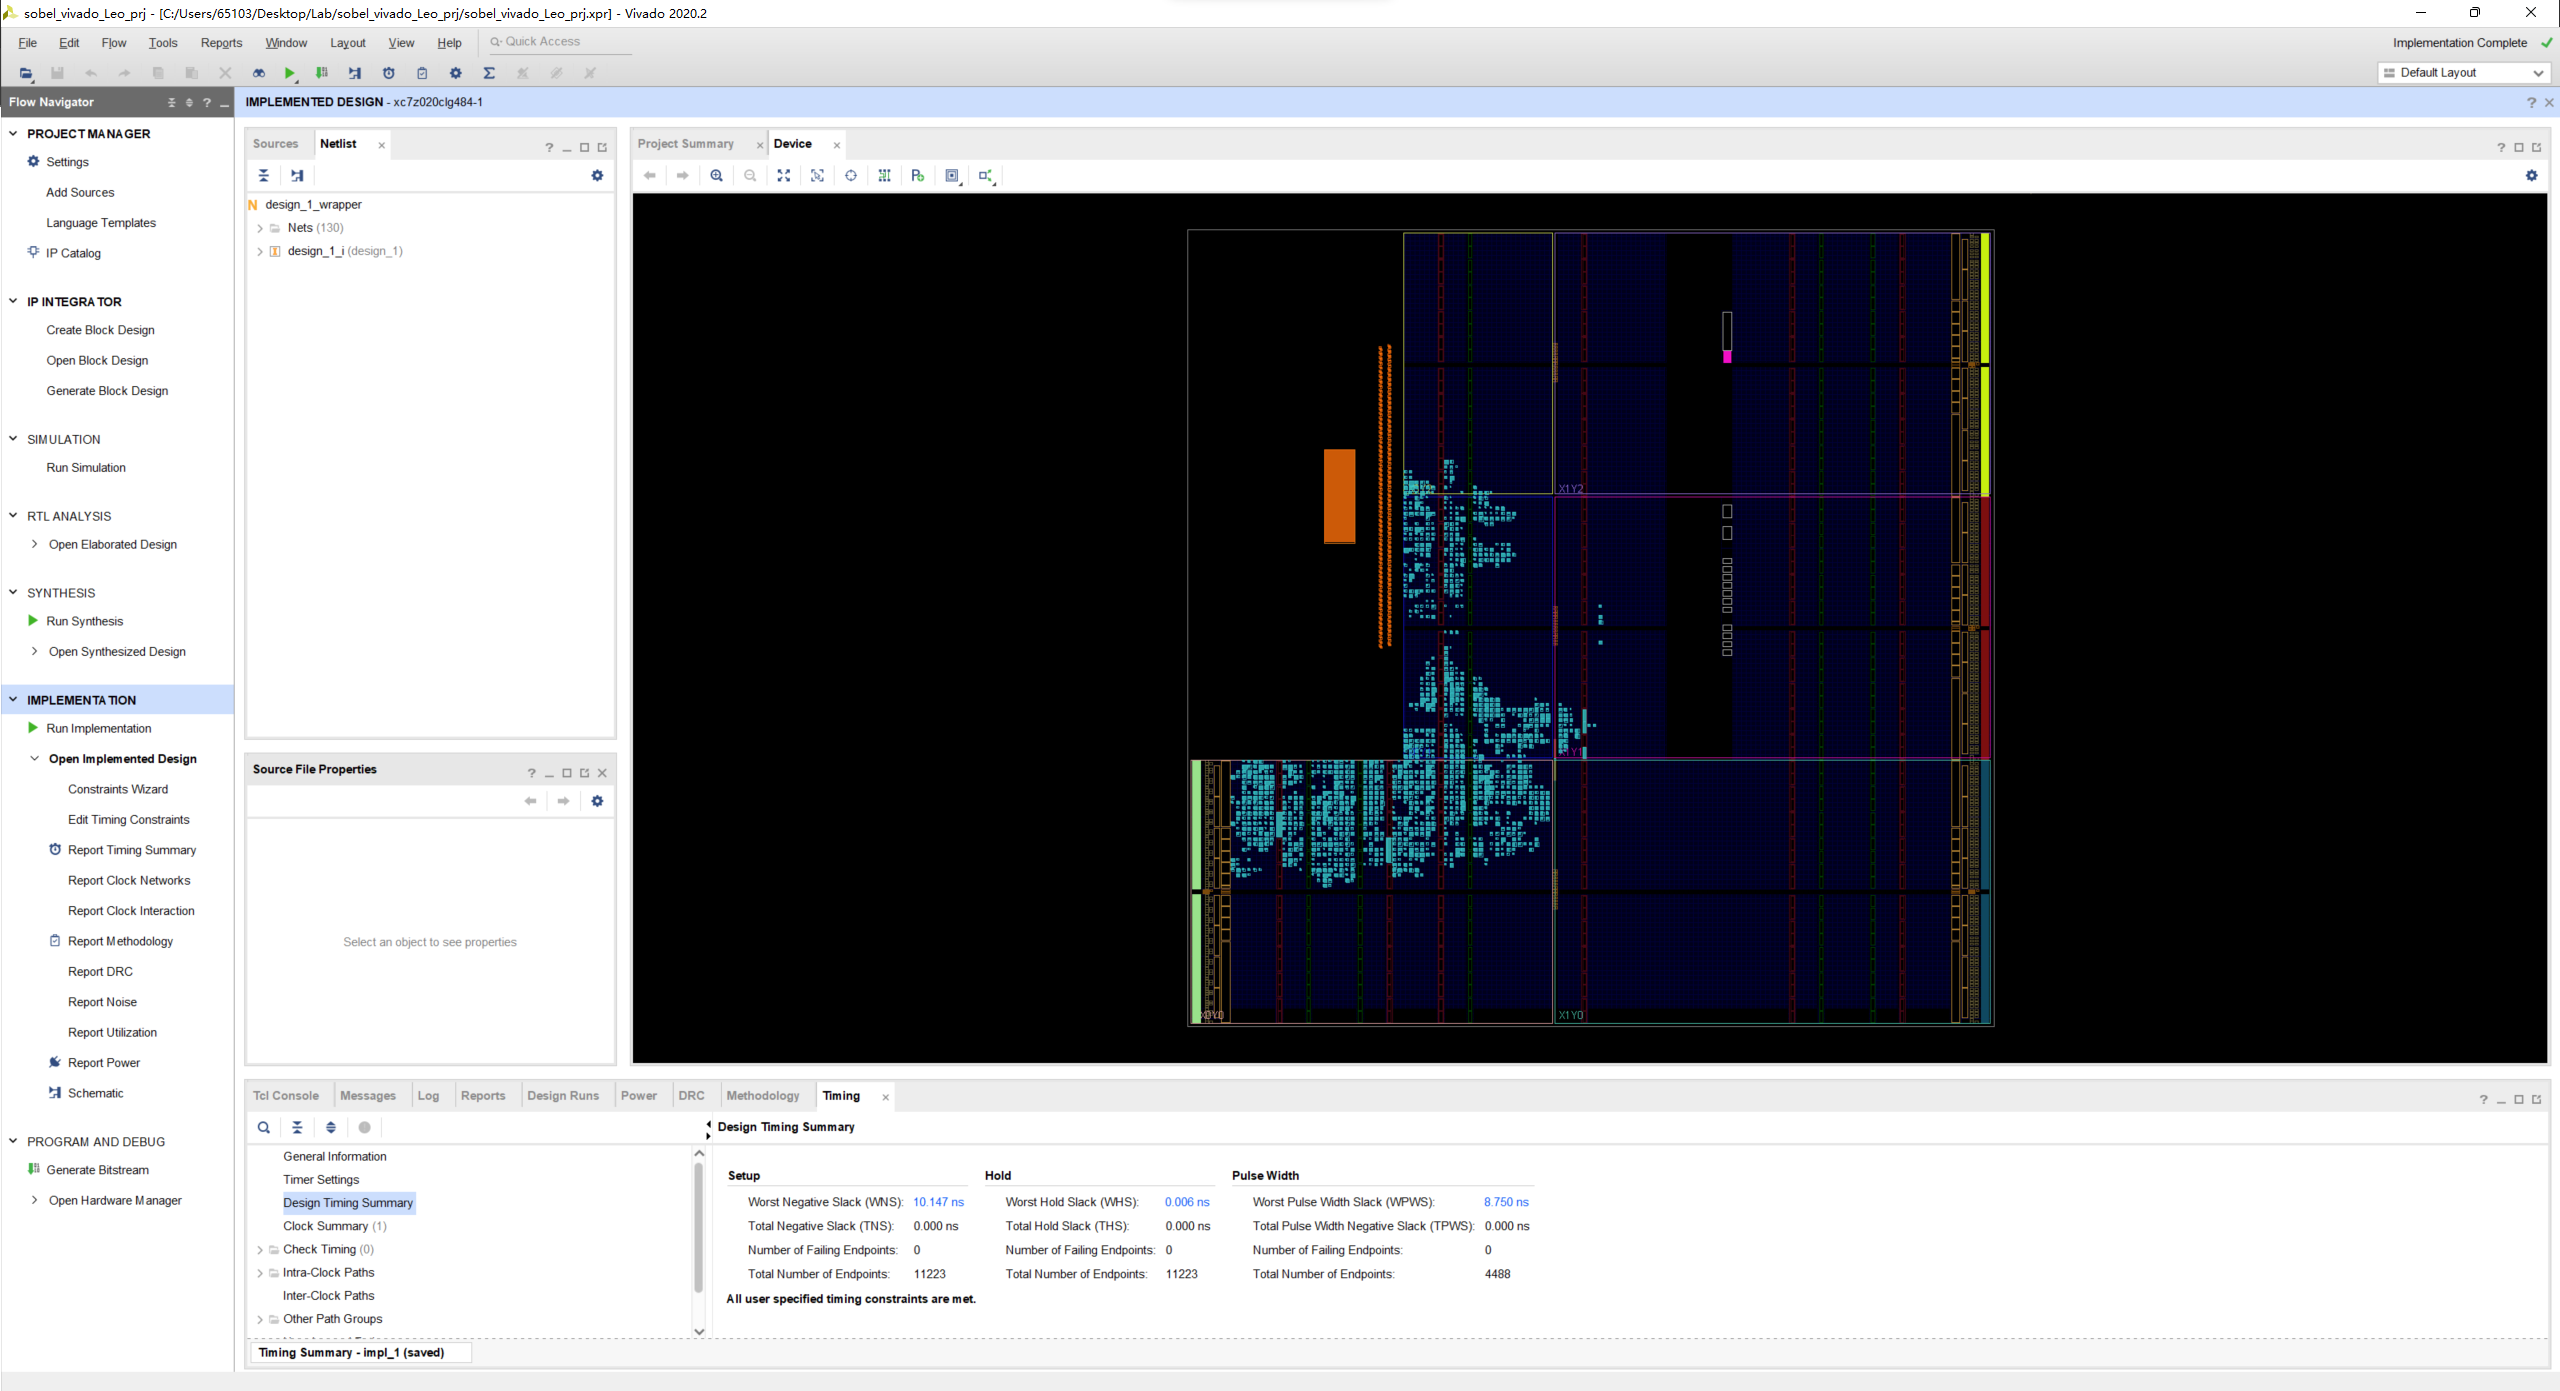 sobel_vivado_Leo_prj - [C:/Users/65103/Desktop/Lab/sobel_vivado_Leo_prj/sobel_vivado_Leo_prj.xpr] - Vivado 2020.2
File Edit Flow Tools Reports Window Layout View Help Quick Access
Implementation Complete
Default Layout
Flow Navigator
IMPLEMENTED DESIGN - xc7z020clg484-1
PROJECT MANAGER
Settings
Add Sources
Language Templates
IP Catalog
IP INTEGRATOR
Create Block Design
Open Block Design
Generate Block Design
SIMULATION
Run Simulation
RTL ANALYSIS
Open Elaborated Design
SYNTHESIS
Run Synthesis
Open Synthesized Design
IMPLEMENTATION
Run Implementation
Open Implemented Design
Constraints Wizard
Edit Timing Constraints
Report Timing Summary
Report Clock Networks
Report Clock Interaction
Report Methodology
Report DRC
Report Noise
Report Utilization
Report Power
Schematic
PROGRAM AND DEBUG
Generate Bitstream
Open Hardware Manager
Sources Netlist
design_1_wrapper
Nets (130)
design_1_i (design_1)
Source File Properties
Select an object to see properties
Project Summary Device
X1Y2
X0Y0
X1Y0
Tcl Console Messages Log Reports Design Runs Power DRC Methodology Timing
General Information
Timer Settings
Design Timing Summary
Clock Summary (1)
Check Timing (0)
Intra-Clock Paths
Inter-Clock Paths
Other Path Groups
Design Timing Summary
Setup
Worst Negative Slack (WNS): 10.147 ns
Total Negative Slack (TNS): 0.000 ns
Number of Failing Endpoints: 0
Total Number of Endpoints: 11223
Hold
Worst Hold Slack (WHS): 0.006 ns
Total Hold Slack (THS): 0.000 ns
Number of Failing Endpoints: 0
Total Number of Endpoints: 11223
Pulse Width
Worst Pulse Width Slack (WPWS): 8.750 ns
Total Pulse Width Negative Slack (TPWS): 0.000 ns
Number of Failing Endpoints: 0
Total Number of Endpoints: 4488
All user specified timing constraints are met.
Timing Summary - impl_1 (saved)